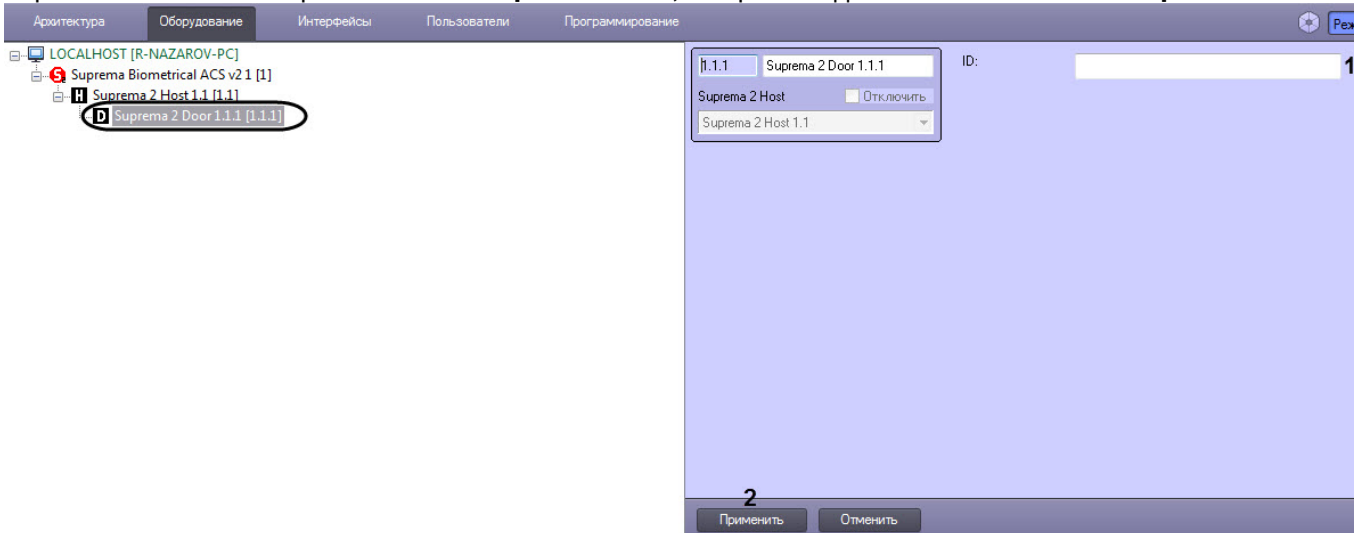 Архитектура Оборудование Интерфейсы Пользователи Программирование
LOCALHOST [R-NAZAROV-PC]
S Suprema Biometrical ACS v2 1 [1]
H Suprema 2 Host 1.1 [1.1]
D Suprema 2 Door 1.1.1 [1.1.1]
1.1.1 Suprema 2 Door 1.1.1
Suprema 2 Host Отключить
Suprema 2 Host 1.1
ID: 1
2
Применить Отменить